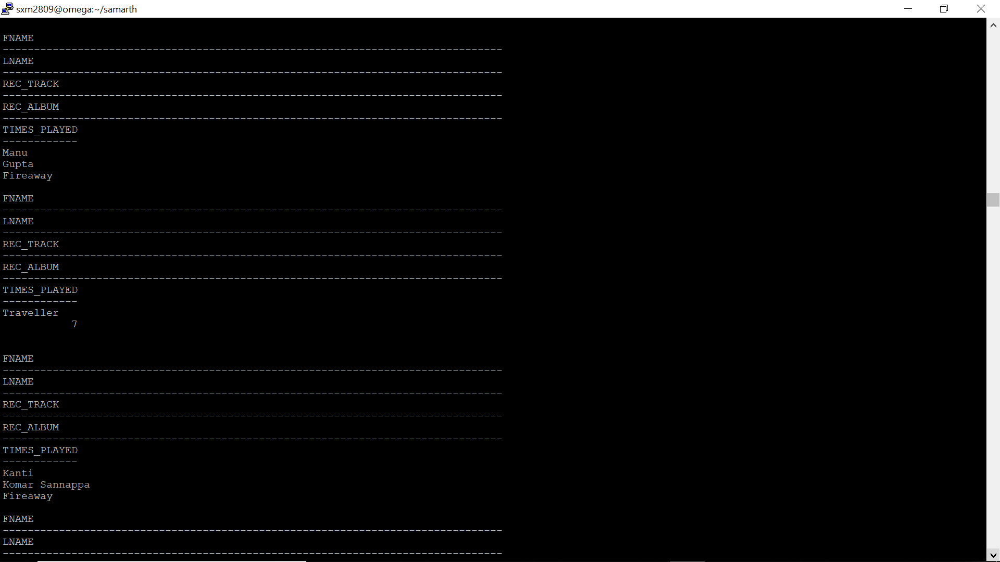 sxm2809@omega:~/samarth
FNAME
--------------------------------------------------------------------------------
LNAME
--------------------------------------------------------------------------------
REC_TRACK
--------------------------------------------------------------------------------
REC_ALBUM
--------------------------------------------------------------------------------
TIMES_PLAYED
------------
Manu
Gupta
Fireaway
FNAME
--------------------------------------------------------------------------------
LNAME
--------------------------------------------------------------------------------
REC_TRACK
--------------------------------------------------------------------------------
REC_ALBUM
--------------------------------------------------------------------------------
TIMES_PLAYED
------------
Traveller
           7
FNAME
--------------------------------------------------------------------------------
LNAME
--------------------------------------------------------------------------------
REC_TRACK
--------------------------------------------------------------------------------
REC_ALBUM
--------------------------------------------------------------------------------
TIMES_PLAYED
------------
Kanti
Komar Sannappa
Fireaway
FNAME
--------------------------------------------------------------------------------
LNAME
--------------------------------------------------------------------------------